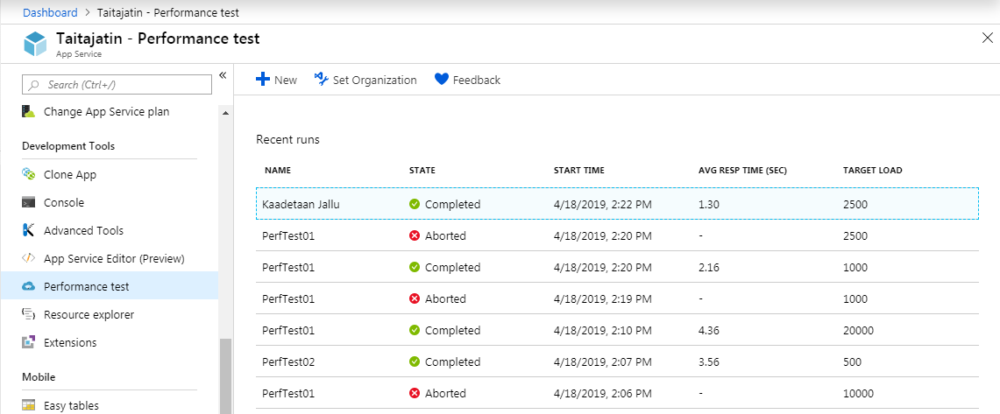 Dashboard > Taitajatin - Performance test
Taitajatin - Performance test
App Service
Search (Ctrl+/)
«
Change App Service plan
Development Tools
Clone App
Console
Advanced Tools
App Service Editor (Preview)
Performance test
Resource explorer
Extensions
Mobile
Easy tables
New Set Organization Feedback
Recent runs
NAME STATE START TIME AVG RESP TIME (SEC) TARGET LOAD
Kaadetaan Jallu Completed 4/18/2019, 2:22 PM 1.30 2500
PerfTest01 Aborted 4/18/2019, 2:20 PM - 2500
PerfTest01 Completed 4/18/2019, 2:20 PM 2.16 1000
PerfTest01 Aborted 4/18/2019, 2:19 PM - 1000
PerfTest01 Completed 4/18/2019, 2:10 PM 4.36 20000
PerfTest02 Completed 4/18/2019, 2:07 PM 3.56 500
PerfTest01 Aborted 4/18/2019, 2:06 PM - 10000